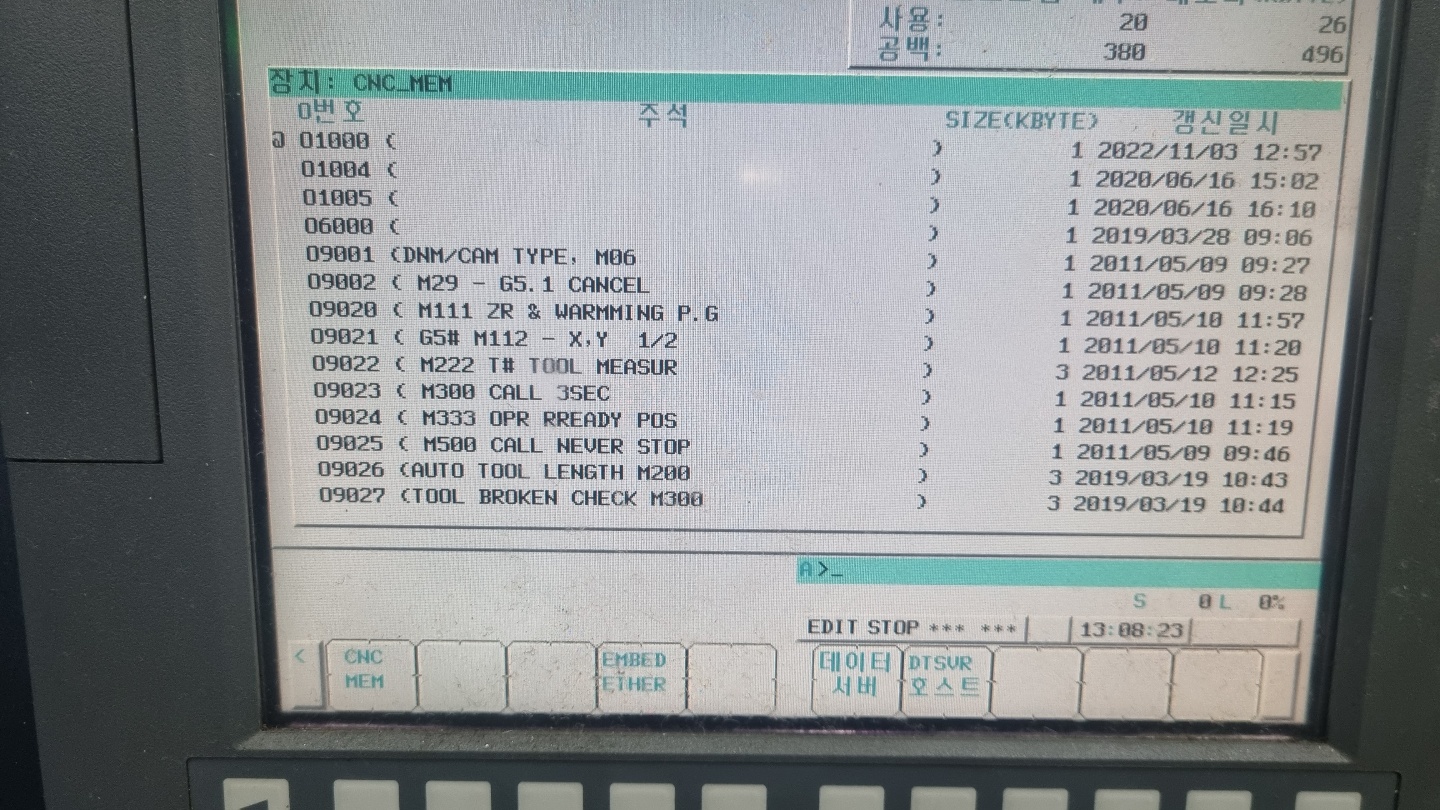 사용: 20 26
공백: 380 496
장치: CNC_MEM
O번호 주석 SIZE(KBYTE) 갱신일시
@ O1000 ( ) 1 2022/11/03 12:57
O1004 ( ) 1 2020/06/16 15:02
O1005 ( ) 1 2020/06/16 16:10
O6000 ( ) 1 2019/03/28 09:06
O9001 (DNM/CAM TYPE, M06 ) 1 2011/05/09 09:27
O9002 ( M29 - G5.1 CANCEL ) 1 2011/05/09 09:28
O9020 ( M111 ZR & WARMMING P.G ) 1 2011/05/10 11:57
O9021 ( G5# M112 - X,Y 1/2 ) 1 2011/05/10 11:20
O9022 ( M222 T# TOOL MEASUR ) 3 2011/05/12 12:25
O9023 ( M300 CALL 3SEC ) 1 2011/05/10 11:15
O9024 ( M333 OPR RREADY POS ) 1 2011/05/10 11:19
O9025 ( M500 CALL NEVER STOP ) 1 2011/05/09 09:46
O9026 (AUTO TOOL LENGTH M200 ) 3 2019/03/19 10:43
O9027 (TOOL BROKEN CHECK M300 ) 3 2019/03/19 10:44
A>_
S 0 L 0%
EDIT STOP *** *** 13:08:23
< CNC MEM EMBED ETHER 데이터 서버 DTSVR 호스트